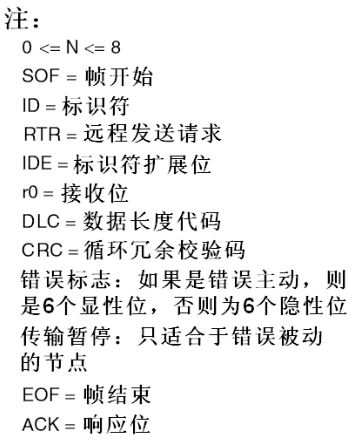 注：
0 <= N <= 8
SOF = 帧开始
ID = 标识符
RTR = 远程发送请求
IDE = 标识符扩展位
r0 = 接收位
DLC = 数据长度代码
CRC = 循环冗余校验码
错误标志：如果是错误主动，则
是6个显性位，否则为6个隐性位
传输暂停：只适合于错误被动
的节点
EOF = 帧结束
ACK = 响应位